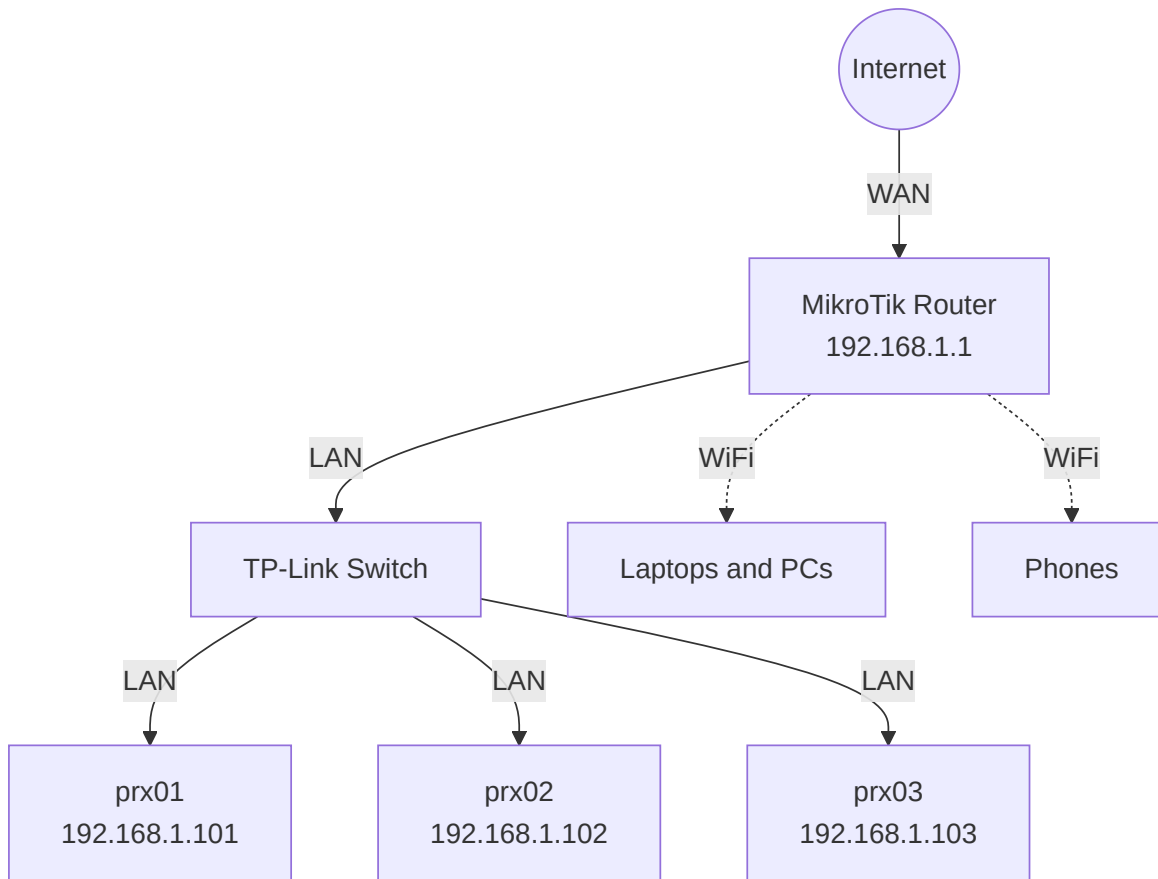 Internet
WAN
MikroTik Router
192.168.1.1
LAN
WiFi
WiFi
TP-Link Switch
Laptops and PCs
Phones
LAN
LAN
LAN
prx01
192.168.1.101
prx02
192.168.1.102
prx03
192.168.1.103